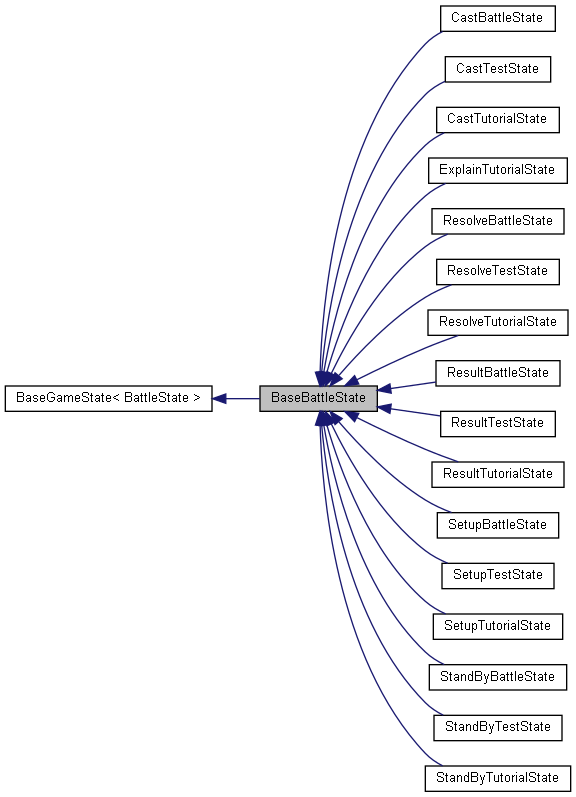 CastBattleState
CastTestState
CastTutorialState
ExplainTutorialState
ResolveBattleState
ResolveTestState
ResolveTutorialState
ResultBattleState
BaseGameState< BattleState >
BaseBattleState
ResultTestState
ResultTutorialState
SetupBattleState
SetupTestState
SetupTutorialState
StandByBattleState
StandByTestState
StandByTutorialState